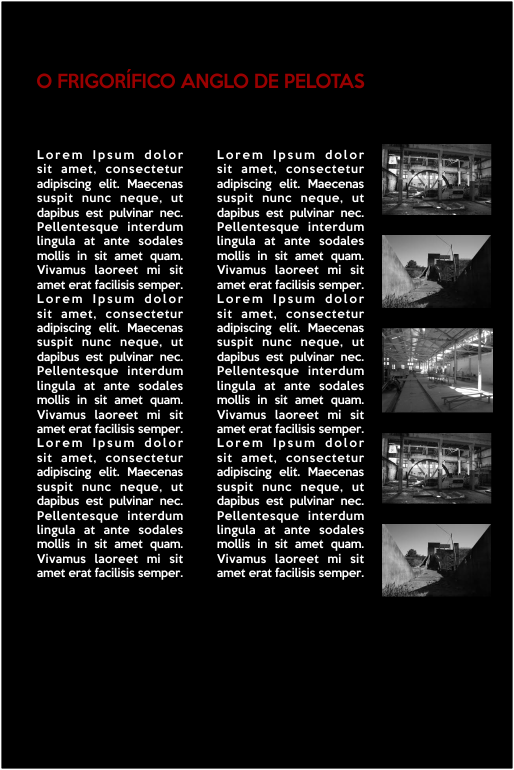 O FRIGORÍFICO ANGLO DE PELOTAS
Lorem Ipsum dolor
sit amet, consectetur
adipiscing elit. Maecenas
suspit nunc neque, ut
dapibus est pulvinar nec.
Pellentesque interdum
lingula at ante sodales
mollis in sit amet quam.
Vivamus laoreet mi sit
amet erat facilisis semper.
Lorem Ipsum dolor
sit amet, consectetur
adipiscing elit. Maecenas
suspit nunc neque, ut
dapibus est pulvinar nec.
Pellentesque interdum
lingula at ante sodales
mollis in sit amet quam.
Vivamus laoreet mi sit
amet erat facilisis semper.
Lorem Ipsum dolor
sit amet, consectetur
adipiscing elit. Maecenas
suspit nunc neque, ut
dapibus est pulvinar nec.
Pellentesque interdum
lingula at ante sodales
mollis in sit amet quam.
Vivamus laoreet mi sit
amet erat facilisis semper.
Lorem Ipsum dolor
sit amet, consectetur
adipiscing elit. Maecenas
suspit nunc neque, ut
dapibus est pulvinar nec.
Pellentesque interdum
lingula at ante sodales
mollis in sit amet quam.
Vivamus laoreet mi sit
amet erat facilisis semper.
Lorem Ipsum dolor
sit amet, consectetur
adipiscing elit. Maecenas
suspit nunc neque, ut
dapibus est pulvinar nec.
Pellentesque interdum
lingula at ante sodales
mollis in sit amet quam.
Vivamus laoreet mi sit
amet erat facilisis semper.
Lorem Ipsum dolor
sit amet, consectetur
adipiscing elit. Maecenas
suspit nunc neque, ut
dapibus est pulvinar nec.
Pellentesque interdum
lingula at ante sodales
mollis in sit amet quam.
Vivamus laoreet mi sit
amet erat facilisis semper.